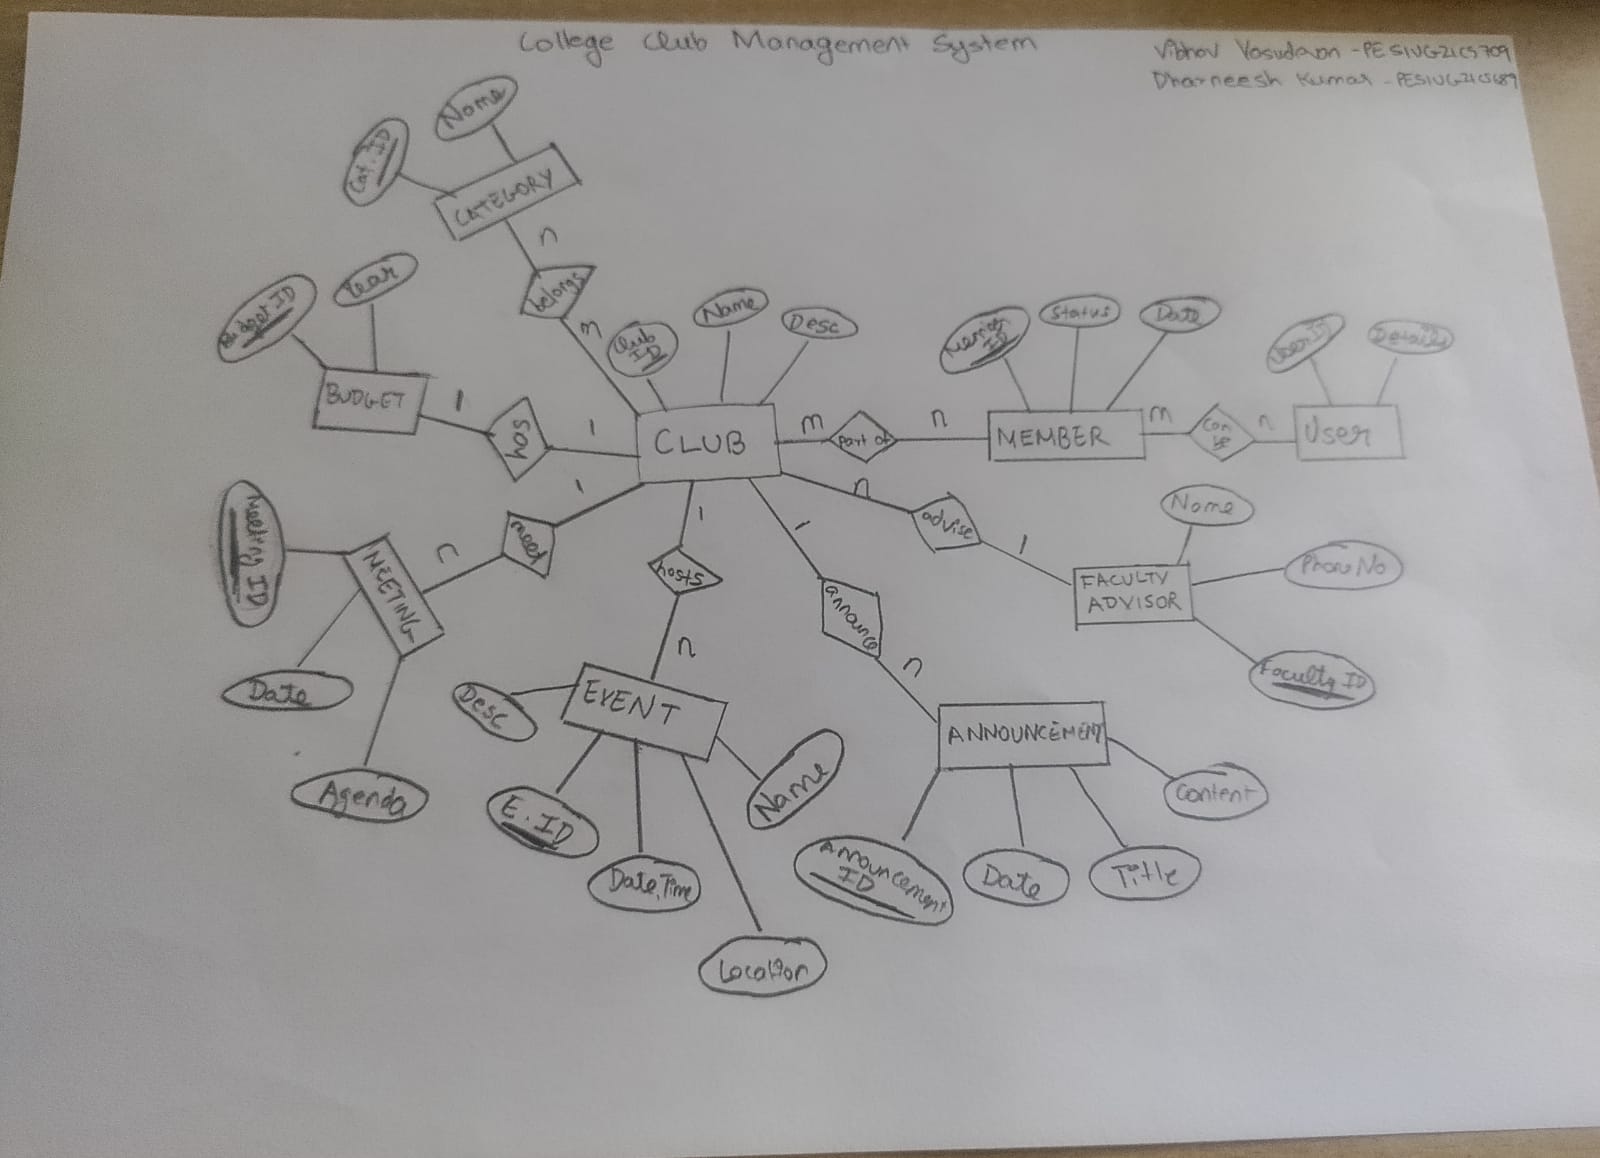 College Club Management System
Vibhav Vasudevan - PES1UG21CS709
Dharneesh Kumar - PES1UG21CS689
Name
Cat. ID
CATEGORY
n
belongs
m
Budget ID
Year
BUDGET
1
has
1
Club
ID
Name
Desc
CLUB
m
part of
n
Member
ID
Status
Date
MEMBER
m
Can
be
n
User ID
Details
User
Meeting ID
MEETING
n
meet
1
Date
Agenda
1
hosts
n
EVENT
Desc
E. ID
Date, Time
Location
Name
1
announce
n
ANNOUNCEMENT
Announcement
ID
Date
Title
Content
n
advise
1
FACULTY
ADVISOR
Name
Phone No
Faculty ID